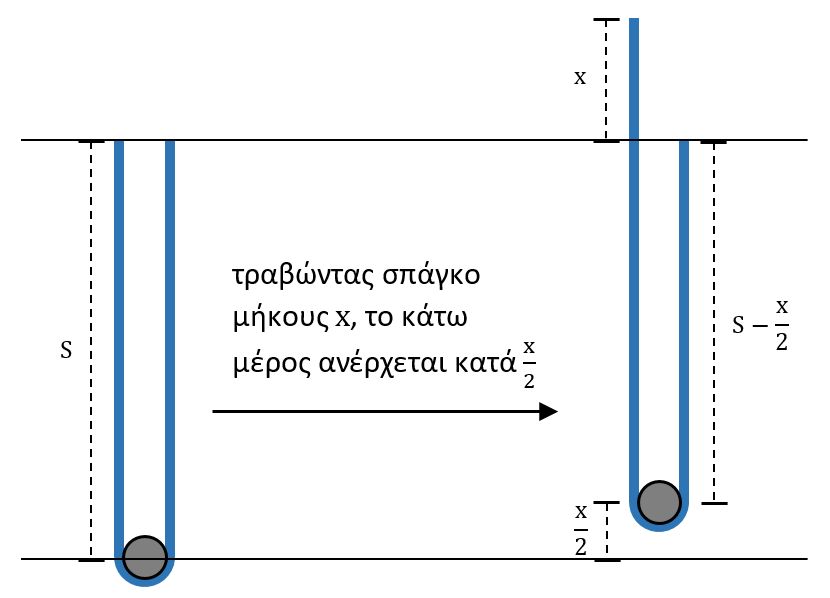 x
S
τραβώντας σπάγκο
μήκους x, το κάτω
μέρος ανέρχεται κατά x/2
S − x/2
x/2